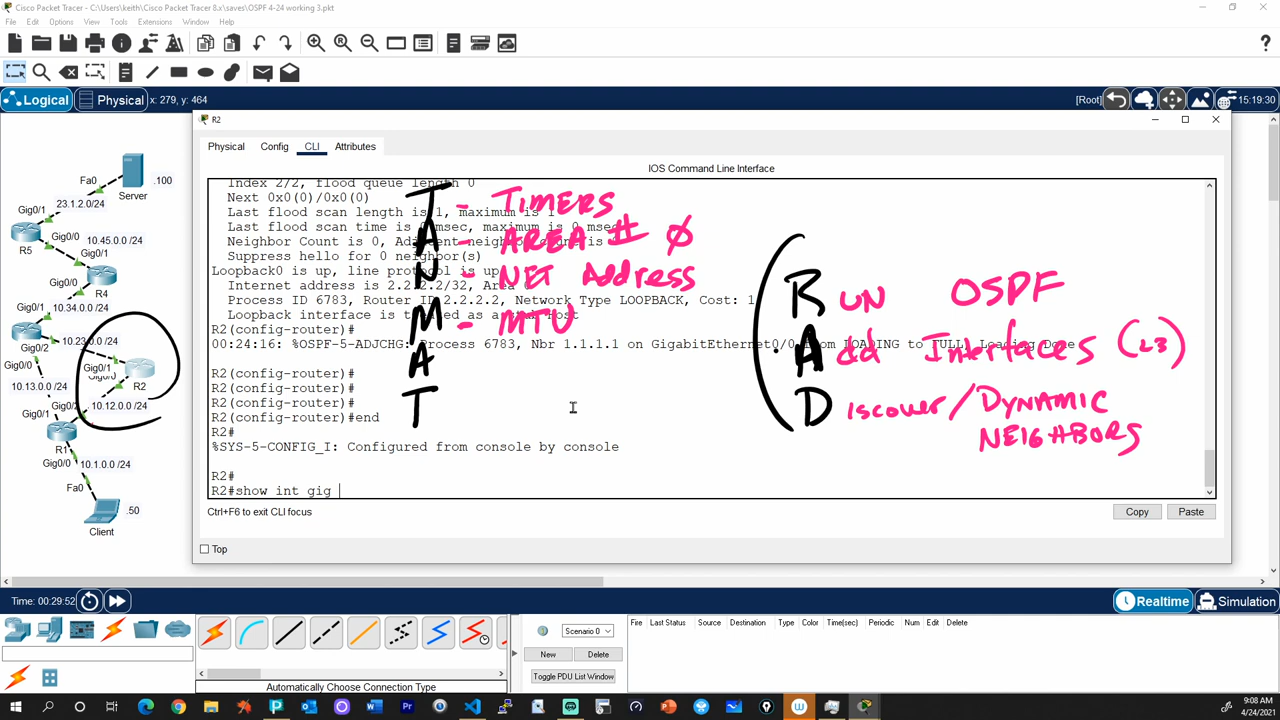 Cisco Packet Tracer - C:\Users\keith\Cisco Packet Tracer 8.x\saves\OSPF 4-24 working 3.pkt
File Edit Options View Tools Extensions Window Help
Logical Physical x: 279, y: 464 [Root] 15:19:30
R2
Physical Config CLI Attributes
IOS Command Line Interface
Index 2/2, flood queue length 0
Next 0x0(0)/0x0(0)
Last flood scan length is 1, maximum is 1
Last flood scan time is 0 msec, maximum is 0 msec
Neighbor Count is 0,
Suppress hello for 0 neighbor(s)
Loopback0 is up, line protocol is up
Internet address is 2.2.2.2/32, Area 0
Process ID 6783, Router ID 2.2.2.2, Network Type LOOPBACK, Cost: 1
Loopback interface is
R2(config-router)#
00:24:16: %OSPF-5-ADJCHG: Process 6783, Nbr 1.1.1.1 on GigabitEthernet0/0 from LOADING to FULL, Loading Done
R2(config-router)#
R2(config-router)#
R2(config-router)#
R2(config-router)#end
R2#
%SYS-5-CONFIG_I: Configured from console by console
R2#
R2#show int gig
T = TIMERS
A = AREA # Ø
N = NET Address
M = MTU
A
T
RUN OSPF
Add Interfaces (L3)
Discover/DYNAMIC
NEIGHBORS
Ctrl+F6 to exit CLI focus
Copy Paste
Top
Fa0 .100
Server
Gig0/1 23.1.2.0 /24
Gig0/0
R5 10.45.0.0 /24
Gig0/1
Gig0/0 R4
10.34.0.0 /24
Gig0/1
Gig0/2 10.23.0.0 /24
Gig0/0 Gig0/1
Gig0/0 R2
10.13.0.0 /24
Gig0/1 10.12.0.0 /24
R1
Gig0/0 10.1.0.0 /24
Fa0
.50
Client
Time: 00:29:52 Realtime Simulation
Scenario 0
New Delete
Toggle PDU List Window
Fire Last Status Source Destination Type Color Time(sec) Periodic Num Edit Delete
Automatically Choose Connection Type
9:08 AM
4/24/2021